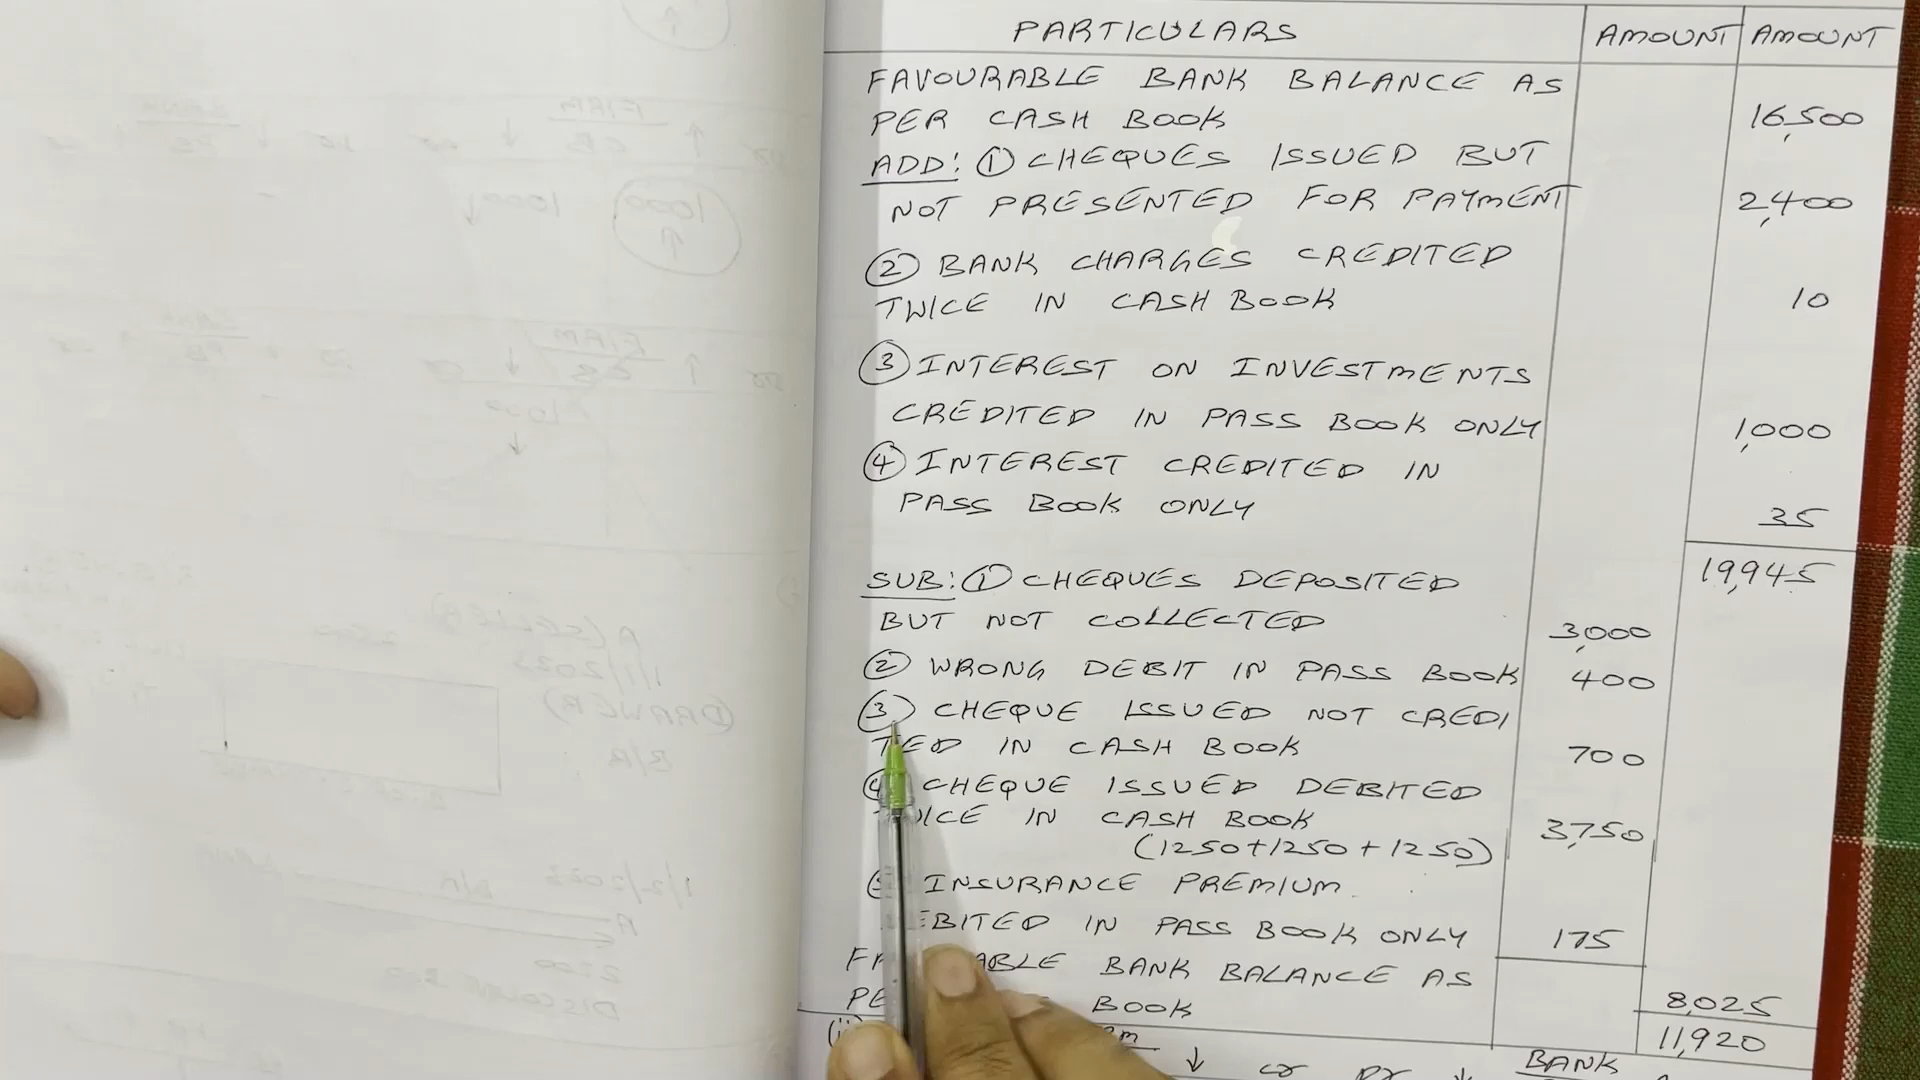 PARTICULARS AMOUNT AMOUNT
FAVOURABLE BANK BALANCE AS
PER CASH BOOK 16,500
ADD: ① CHEQUES ISSUED BUT
NOT PRESENTED FOR PAYMENT 2,400
② BANK CHARGES CREDITED
TWICE IN CASH BOOK 10
③ INTEREST ON INVESTMENTS
CREDITED IN PASS BOOK ONLY 1,000
④ INTEREST CREDITED IN
PASS BOOK ONLY 35
19,945
SUB: ① CHEQUES DEPOSITED
BUT NOT COLLECTED 3,000
② WRONG DEBIT IN PASS BOOK 400
③ CHEQUE ISSUED NOT CREDI
TED IN CASH BOOK 700
④ CHEQUE ISSUED DEBITED
IN CASH BOOK 3,750
(1250+1250+1250)
INSURANCE PREMIUM
IN PASS BOOK ONLY 175
BANK BALANCE AS
BOOK 8,025
11,920
BANK
cr Dr